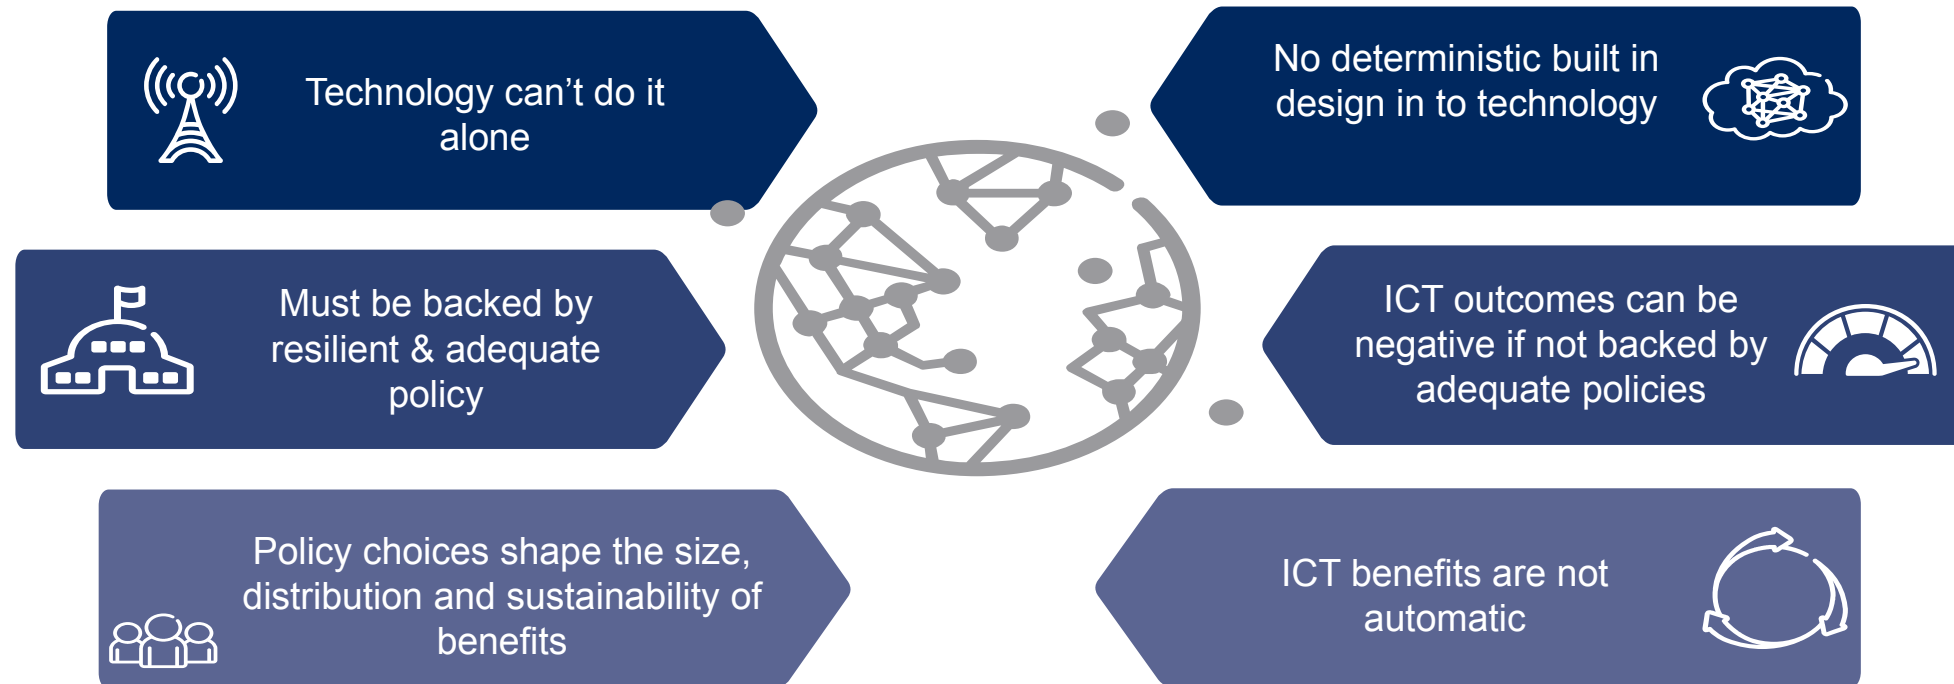 Technology can’t do it
alone
Must be backed by
resilient & adequate
policy
Policy choices shape the size,
distribution and sustainability of
benefits
No deterministic built in
design in to technology
ICT outcomes can be
negative if not backed by
adequate policies
ICT benefits are not
automatic